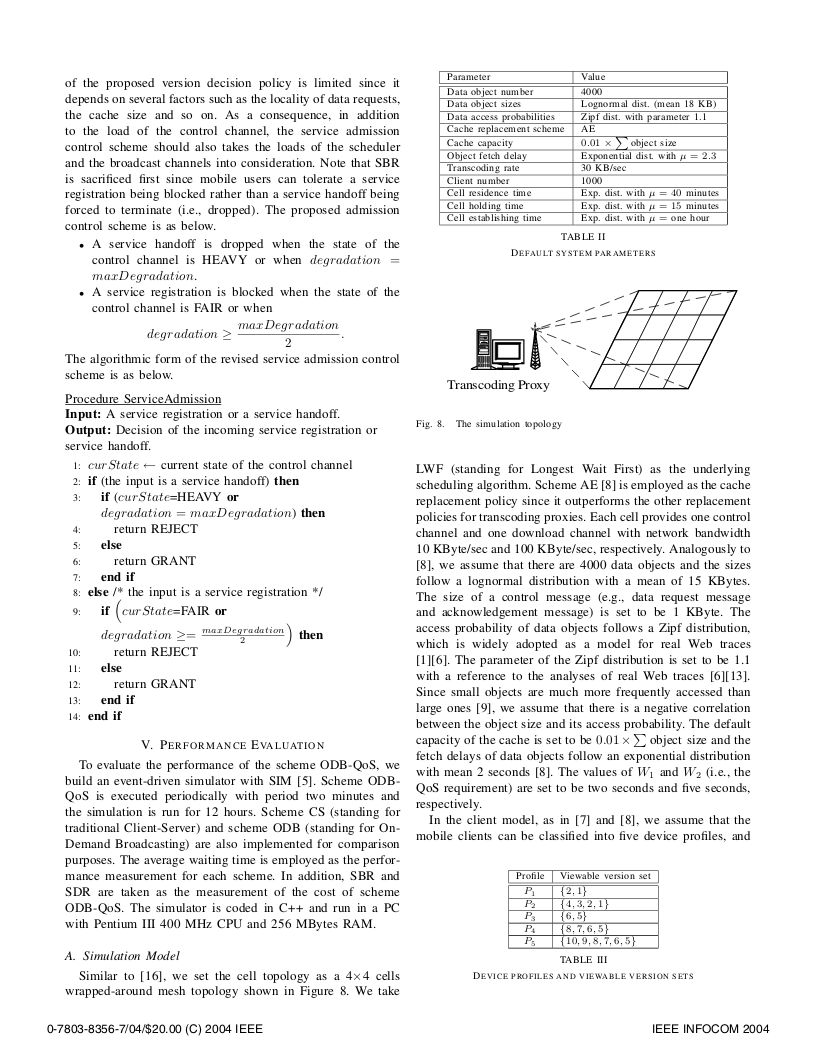 of the proposed version decision policy is limited since it
depends on several factors such as the locality of data requests,
the cache size and so on. As a consequence, in addition
to the load of the control channel, the service admission
control scheme should also takes the loads of the scheduler
and the broadcast channels into consideration. Note that SBR
is sacrificed first since mobile users can tolerate a service
registration being blocked rather than a service handoff being
forced to terminate (i.e., dropped). The proposed admission
control scheme is as below.
• A service handoff is dropped when the state of the
control channel is HEAVY or when degradation =
maxDegradation.
• A service registration is blocked when the state of the
control channel is FAIR or when
degradation ≥ maxDegradation / 2 .
The algorithmic form of the revised service admission control
scheme is as below.
Procedure ServiceAdmission
Input: A service registration or a service handoff.
Output: Decision of the incoming service registration or
service handoff.
1: curState ← current state of the control channel
2: if (the input is a service handoff) then
3: if (curState=HEAVY or
degradation = maxDegradation) then
4: return REJECT
5: else
6: return GRANT
7: end if
8: else /* the input is a service registration */
9: if (curState=FAIR or
degradation >= maxDegradation / 2) then
10: return REJECT
11: else
12: return GRANT
13: end if
14: end if
V. PERFORMANCE EVALUATION
To evaluate the performance of the scheme ODB-QoS, we
build an event-driven simulator with SIM [5]. Scheme ODB-
QoS is executed periodically with period two minutes and
the simulation is run for 12 hours. Scheme CS (standing for
traditional Client-Server) and scheme ODB (standing for On-
Demand Broadcasting) are also implemented for comparison
purposes. The average waiting time is employed as the perfor-
mance measurement for each scheme. In addition, SBR and
SDR are taken as the measurement of the cost of scheme
ODB-QoS. The simulator is coded in C++ and run in a PC
with Pentium III 400 MHz CPU and 256 MBytes RAM.
A. Simulation Model
Similar to [16], we set the cell topology as a 4×4 cells
wrapped-around mesh topology shown in Figure 8. We take
Parameter Value
Data object number 4000
Data object sizes Lognormal dist. (mean 18 KB)
Data access probabilities Zipf dist. with parameter 1.1
Cache replacement scheme AE
Cache capacity 0.01 × ∑ object size
Object fetch delay Exponential dist. with μ = 2.3
Transcoding rate 30 KB/sec
Client number 1000
Cell residence time Exp. dist. with μ = 40 minutes
Cell holding time Exp. dist. with μ = 15 minutes
Cell establishing time Exp. dist. with μ = one hour
TABLE II
DEFAULT SYSTEM PARAMETERS
Transcoding Proxy
Fig. 8. The simulation topology
LWF (standing for Longest Wait First) as the underlying
scheduling algorithm. Scheme AE [8] is employed as the cache
replacement policy since it outperforms the other replacement
policies for transcoding proxies. Each cell provides one control
channel and one download channel with network bandwidth
10 KByte/sec and 100 KByte/sec, respectively. Analogously to
[8], we assume that there are 4000 data objects and the sizes
follow a lognormal distribution with a mean of 15 KBytes.
The size of a control message (e.g., data request message
and acknowledgement message) is set to be 1 KByte. The
access probability of data objects follows a Zipf distribution,
which is widely adopted as a model for real Web traces
[1][6]. The parameter of the Zipf distribution is set to be 1.1
with a reference to the analyses of real Web traces [6][13].
Since small objects are much more frequently accessed than
large ones [9], we assume that there is a negative correlation
between the object size and its access probability. The default
capacity of the cache is set to be 0.01×∑ object size and the
fetch delays of data objects follow an exponential distribution
with mean 2 seconds [8]. The values of W1 and W2 (i.e., the
QoS requirement) are set to be two seconds and five seconds,
respectively.
In the client model, as in [7] and [8], we assume that the
mobile clients can be classified into five device profiles, and
Profile Viewable version set
P1 {2, 1}
P2 {4, 3, 2, 1}
P3 {6, 5}
P4 {8, 7, 6, 5}
P5 {10, 9, 8, 7, 6, 5}
TABLE III
DEVICE PROFILES AND VIEWABLE VERSION SETS
0-7803-8356-7/04/$20.00 (C) 2004 IEEE
IEEE INFOCOM 2004